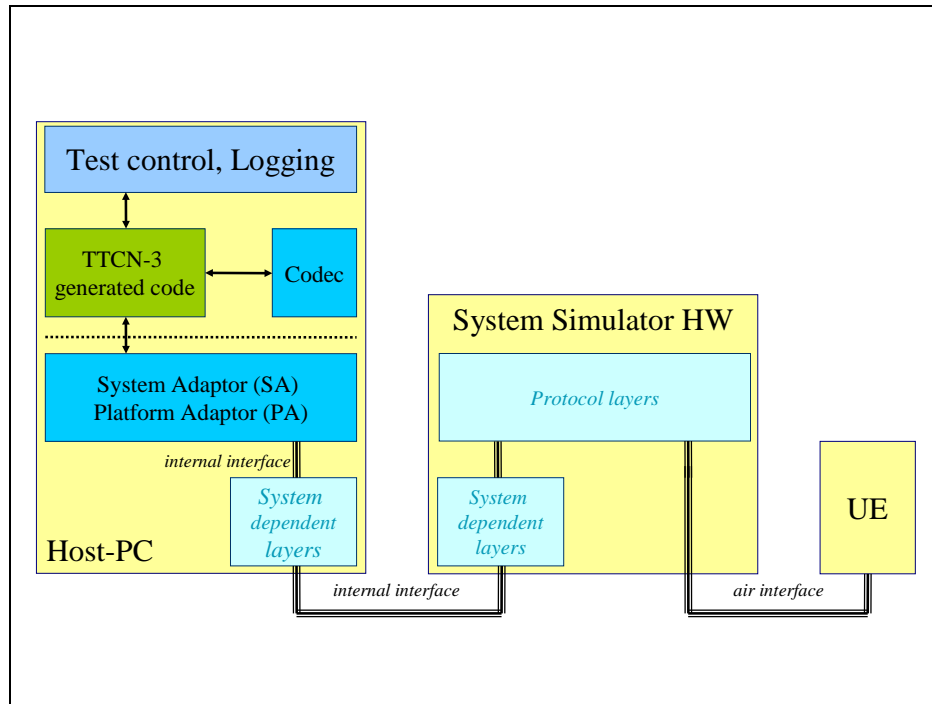 Test control, Logging
TTCN-3
generated code
Codec
System Adaptor (SA)
Platform Adaptor (PA)
internal interface
System
dependent
layers
Host-PC
System Simulator HW
Protocol layers
System
dependent
layers
UE
internal interface
air interface